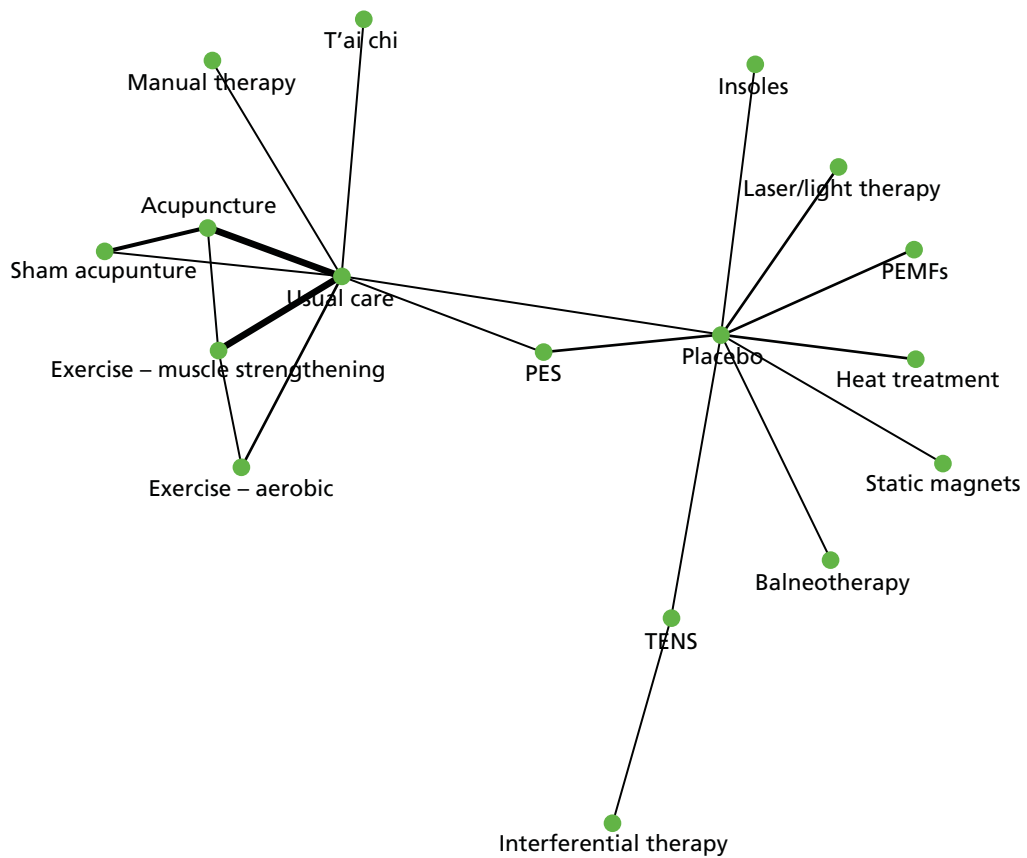 T’ai chi
Manual therapy
Insoles
Laser/light therapy
Acupuncture
Sham acupunture
PEMFs
Usual care
Placebo
Exercise – muscle strengthening
PES
Heat treatment
Exercise – aerobic
Static magnets
Balneotherapy
TENS
Interferential therapy